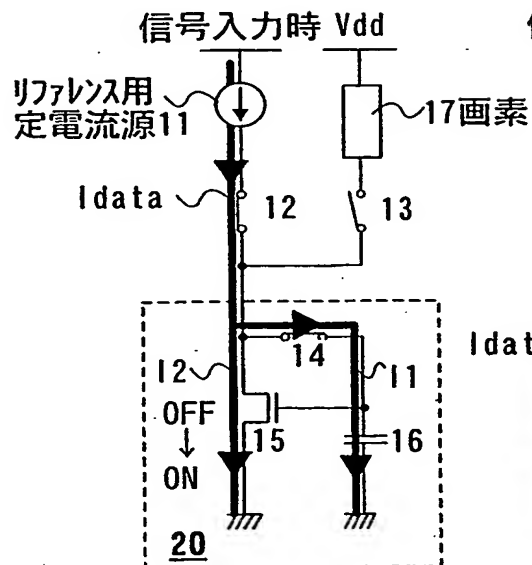 信号入力時 Vdd
リファレンス用
定電流源11
17画素
Idata
12
13
14
Idat
I2
I1
OFF
↓
ON
15
16
20